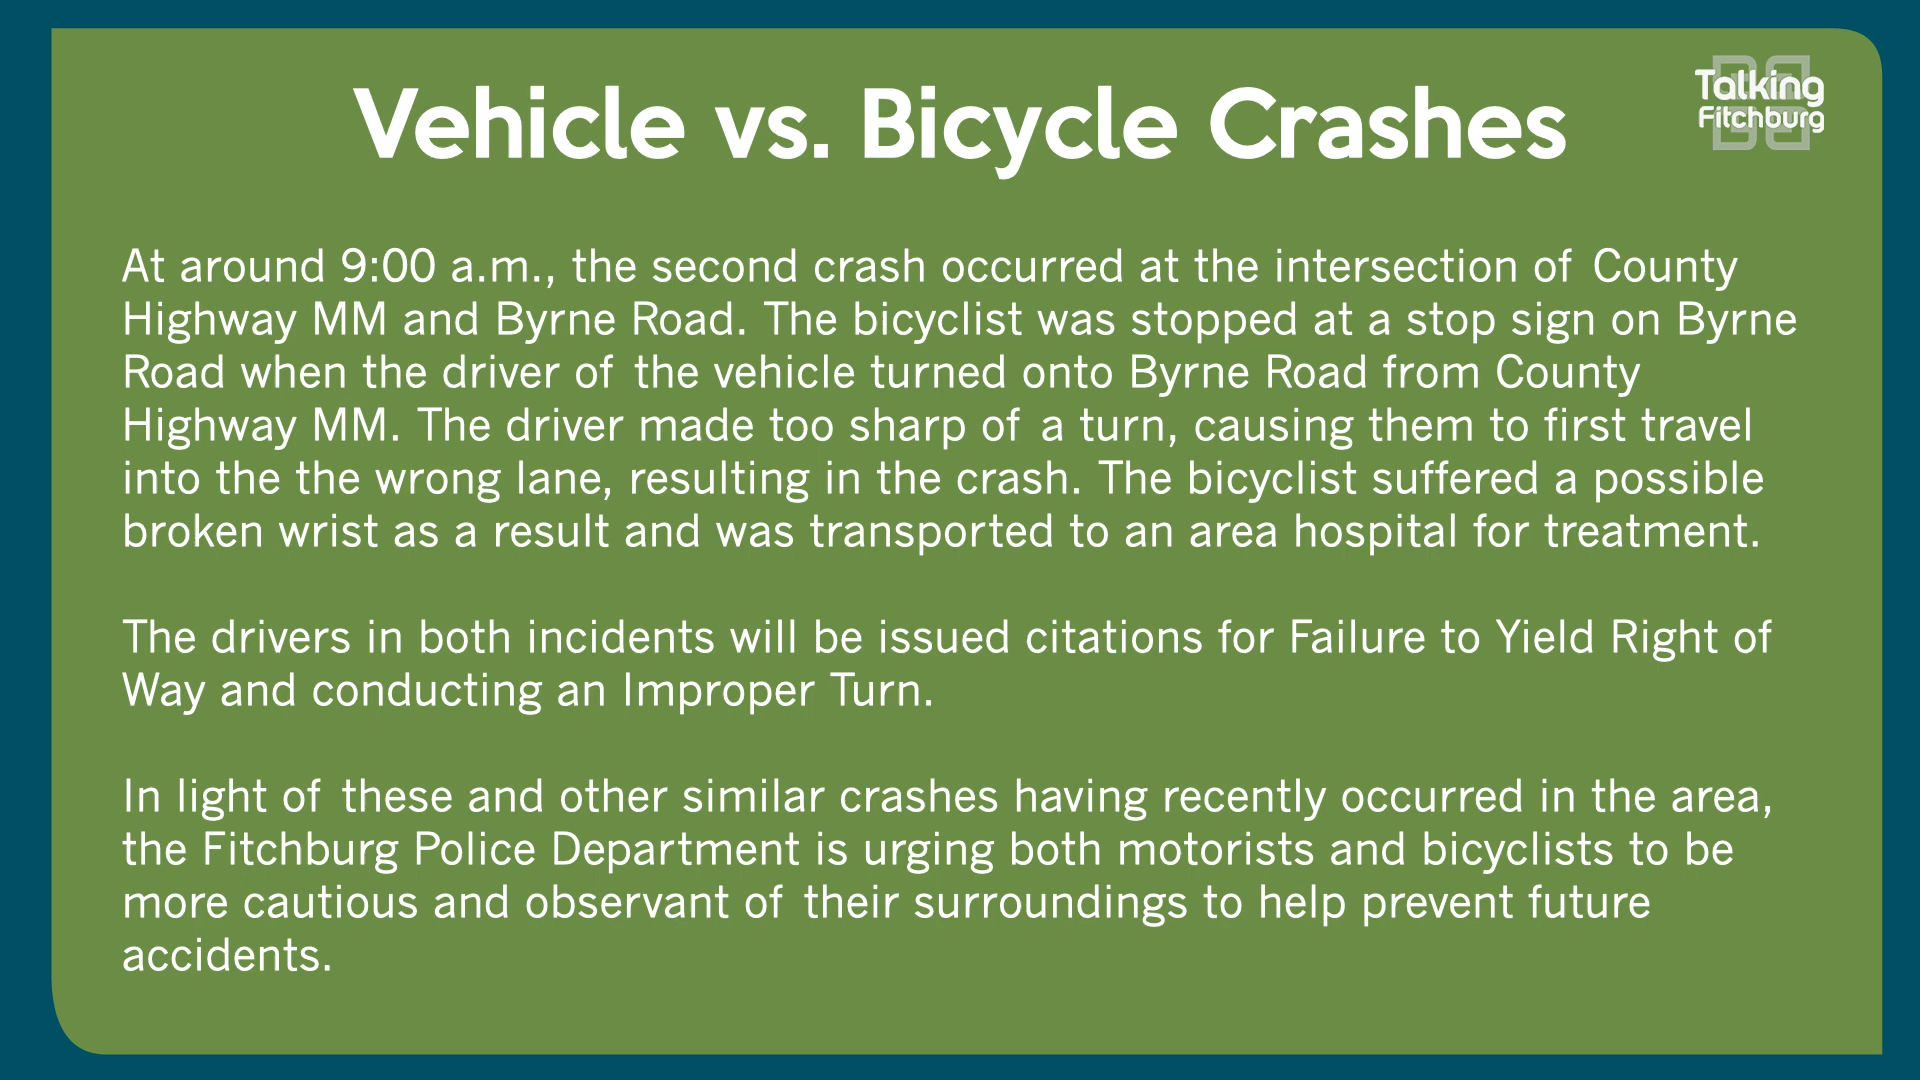 Vehicle vs. Bicycle Crashes
Talking
Fitchburg
At around 9:00 a.m., the second crash occurred at the intersection of County
Highway MM and Byrne Road. The bicyclist was stopped at a stop sign on Byrne
Road when the driver of the vehicle turned onto Byrne Road from County
Highway MM. The driver made too sharp of a turn, causing them to first travel
into the the wrong lane, resulting in the crash. The bicyclist suffered a possible
broken wrist as a result and was transported to an area hospital for treatment.
The drivers in both incidents will be issued citations for Failure to Yield Right of
Way and conducting an Improper Turn.
In light of these and other similar crashes having recently occurred in the area,
the Fitchburg Police Department is urging both motorists and bicyclists to be
more cautious and observant of their surroundings to help prevent future
accidents.